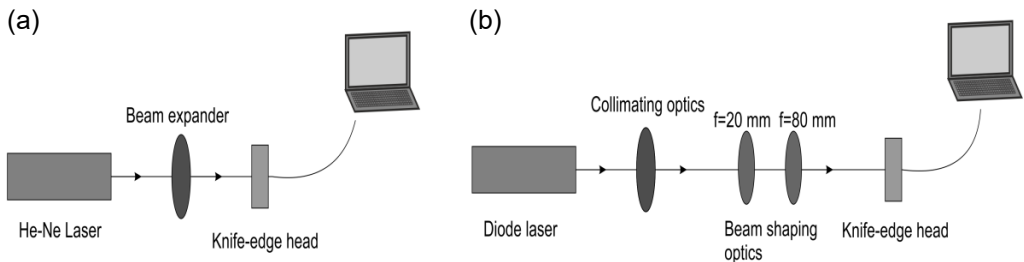 (a)
Beam expander
He-Ne Laser
Knife-edge head
(b)
Collimating optics
f=20 mm
f=80 mm
Diode laser
Beam shaping
optics
Knife-edge head